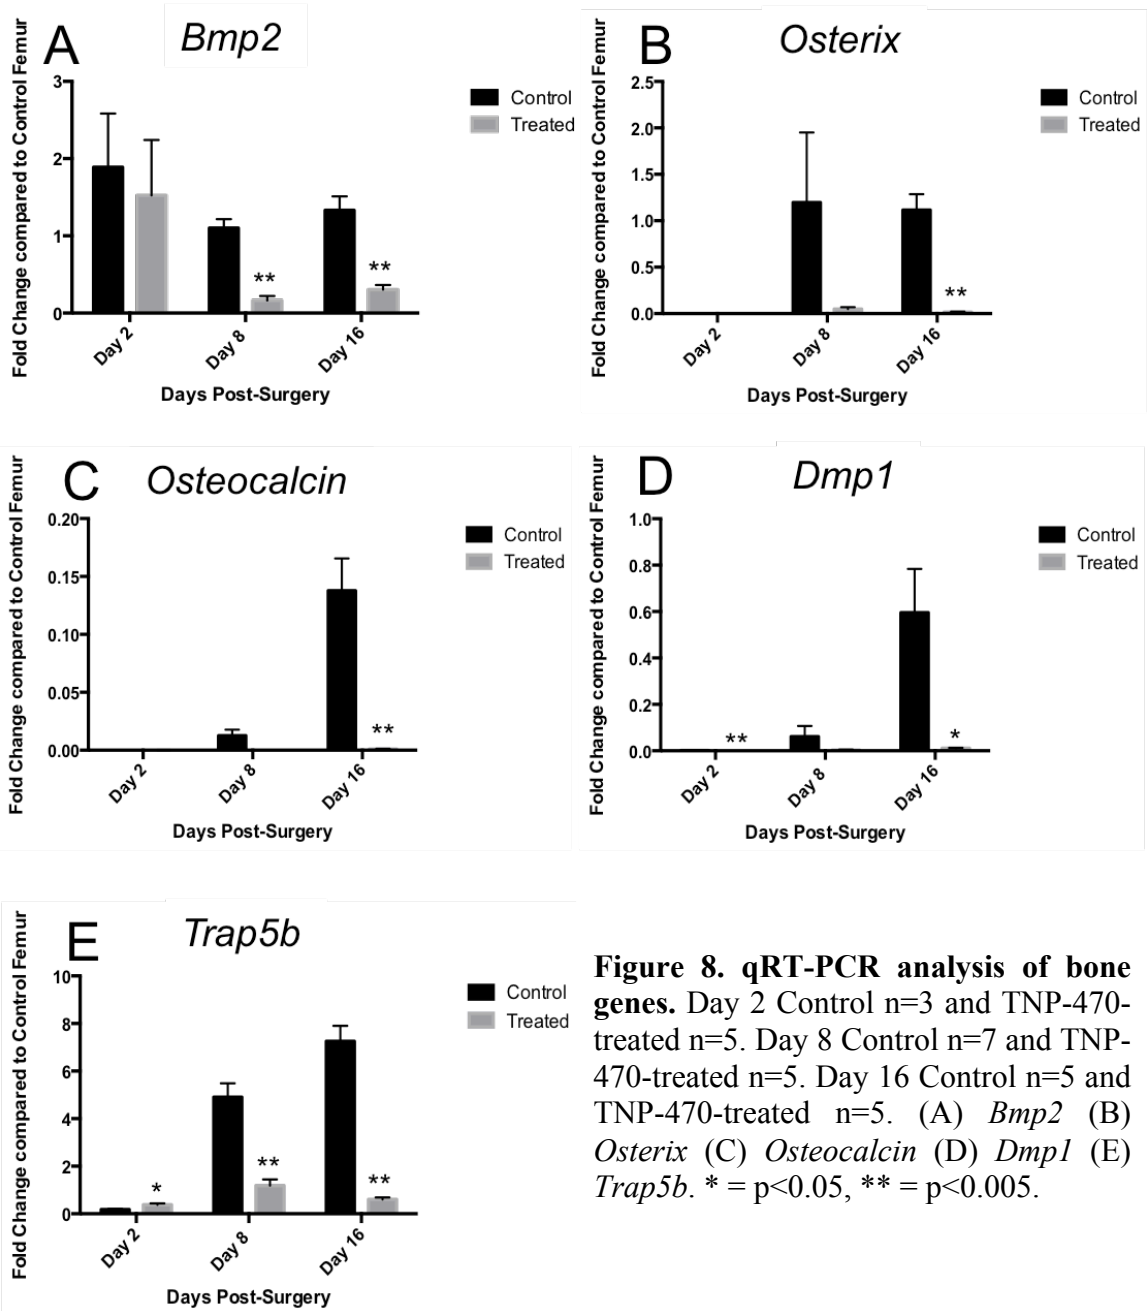 A
Bmp2
Fold Change compared to Control Femur
3
2
1
0
**
**
Day 2
Day 8
Day 16
Days Post-Surgery
Control
Treated
B
Osterix
Fold Change compared to Control Femur
2.5
2.0
1.5
1.0
0.5
0.0
**
Day 2
Day 8
Day 16
Days Post-Surgery
Control
Treated
C
Osteocalcin
Fold Change compared to Control Femur
0.20
0.15
0.10
0.05
0.00
**
Day 2
Day 8
Day 16
Days Post-Surgery
Control
Treated
D
Dmp1
Fold Change compared to Control Femur
1.0
0.8
0.6
0.4
0.2
0.0
**
*
Day 2
Day 8
Day 16
Days Post-Surgery
Control
Treated
E
Trap5b
Fold Change compared to Control Femur
10
8
6
4
2
0
*
**
**
Day 2
Day 8
Day 16
Days Post-Surgery
Control
Treated
Figure 8. qRT-PCR analysis of bone
genes. Day 2 Control n=3 and TNP-470-
treated n=5. Day 8 Control n=7 and TNP-
470-treated n=5. Day 16 Control n=5 and
TNP-470-treated n=5. (A) Bmp2 (B)
Osterix (C) Osteocalcin (D) Dmp1 (E)
Trap5b. * = p<0.05, ** = p<0.005.